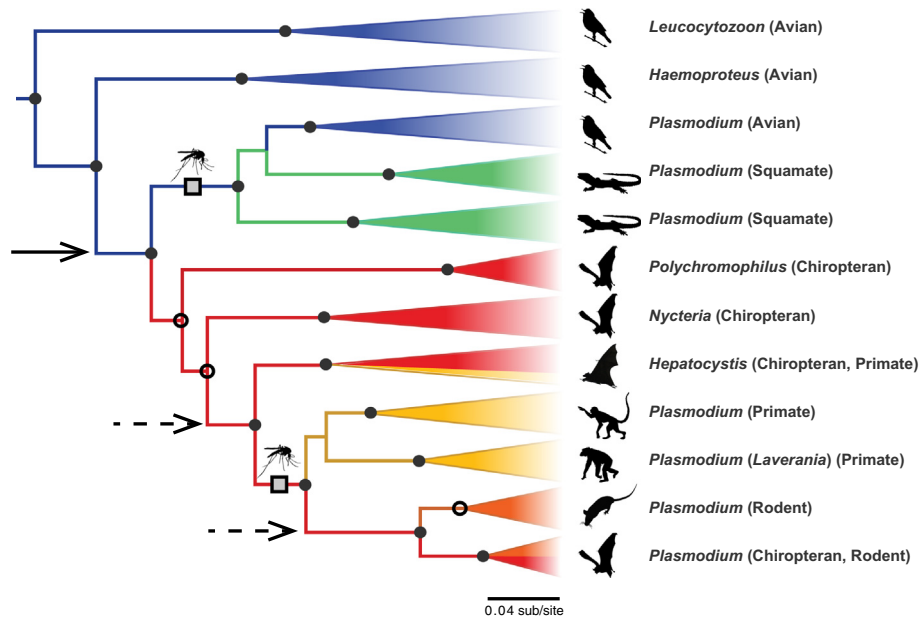 Leucocytozoon (Avian)
Haemoproteus (Avian)
Plasmodium (Avian)
Plasmodium (Squamate)
Plasmodium (Squamate)
Polychromophilus (Chiropteran)
Nycteria (Chiropteran)
Hepatocystis (Chiropteran, Primate)
Plasmodium (Primate)
Plasmodium (Laverania) (Primate)
Plasmodium (Rodent)
Plasmodium (Chiropteran, Rodent)
0.04 sub/site